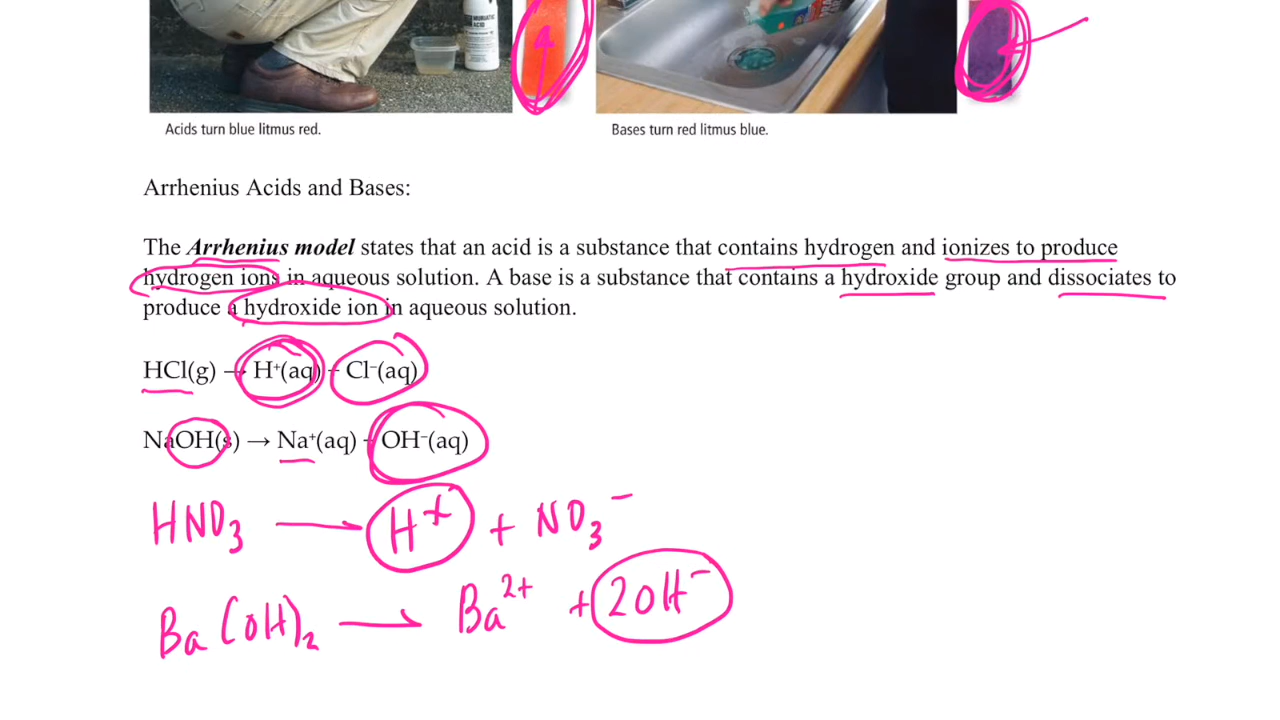 MURIATIC
ACID
Acids turn blue litmus red.
Bases turn red litmus blue.
Arrhenius Acids and Bases:
The Arrhenius model states that an acid is a substance that contains hydrogen and ionizes to produce
hydrogen ions in aqueous solution. A base is a substance that contains a hydroxide group and dissociates to
produce a hydroxide ion in aqueous solution.
HCl(g) → H⁺(aq) + Cl⁻(aq)
NaOH(s) → Na⁺(aq) + OH⁻(aq)
HNO₃ → H⁺ + NO₃⁻
Ba(OH)₂ → Ba²⁺ + 2OH⁻